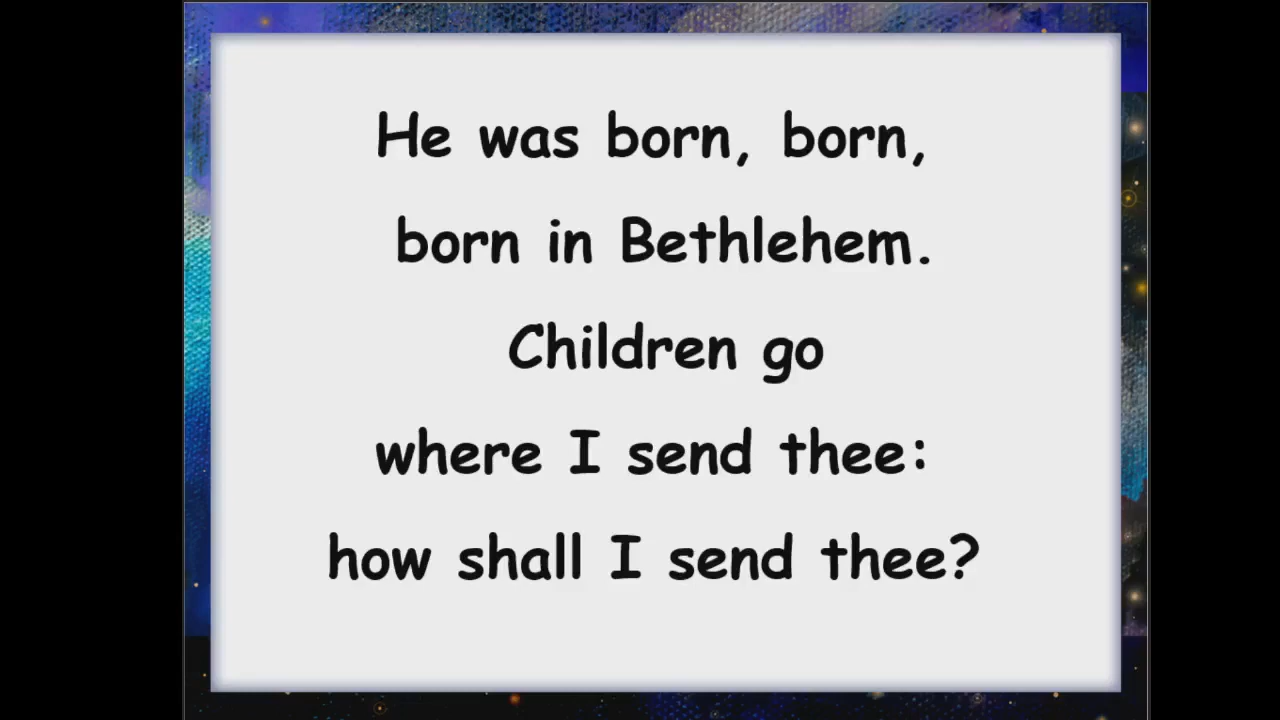 He was born, born,
born in Bethlehem.
Children go
where I send thee:
how shall I send thee?